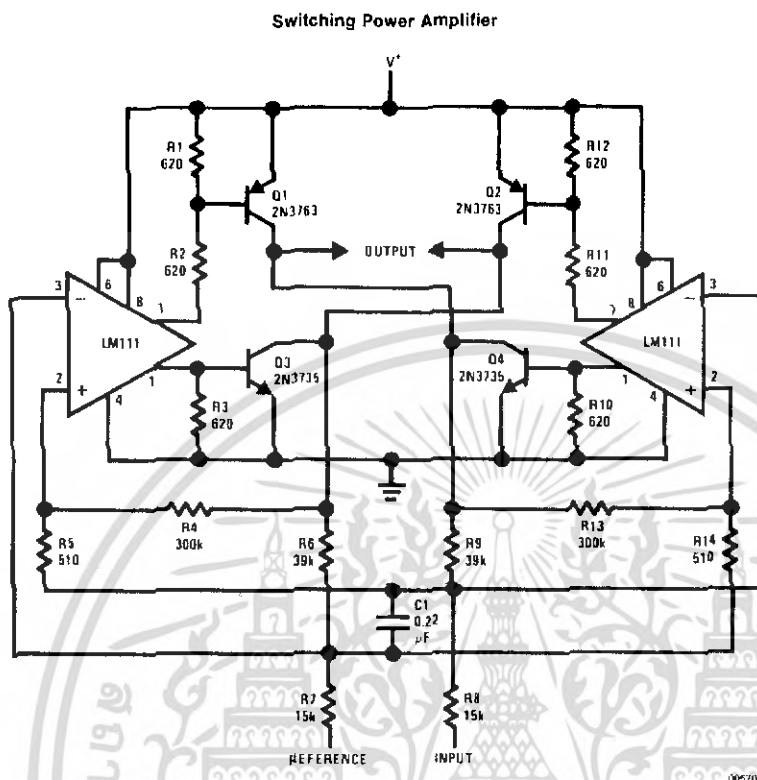 Switching Power Amplifier
V+
R1
620
R12
620
Q1
2N3763
Q2
2N3763
R2
620
OUTPUT
R11
620
3
6
8
LM111
2
4
1
Q3
2N3735
Q4
2N3735
8
6
3
LM111
1
4
2
R3
620
R10
620
R4
300k
R13
300k
R5
510
R6
39k
R9
39k
R14
510
C1
0.22
µF
R7
15k
R8
15k
REFERENCE
INPUT